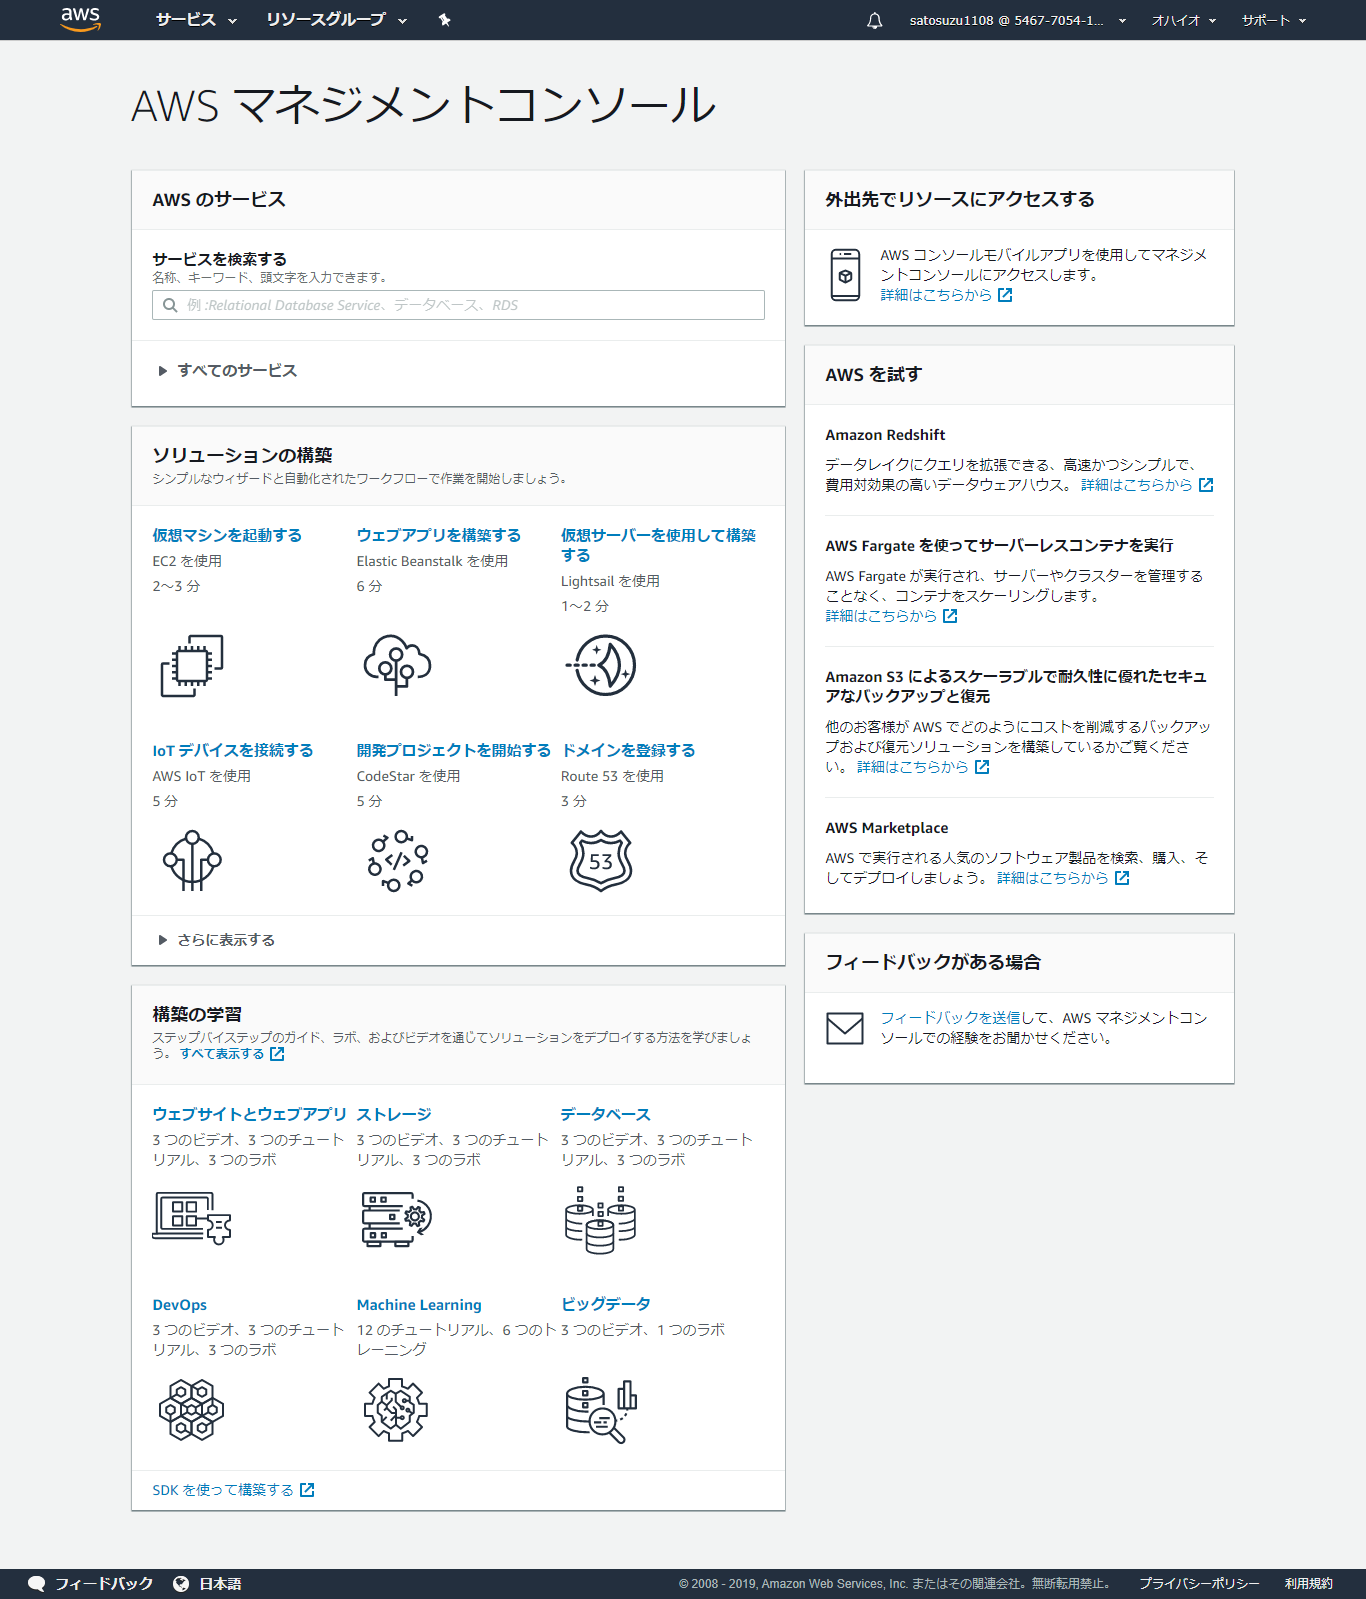 aws サービス リソースグループ satosuzu1108 @ 5467-7054-1... オハイオ サポート
AWS マネジメントコンソール
AWS のサービス
サービスを検索する
名称、キーワード、頭文字を入力できます。
例 :Relational Database Service、データベース、RDS
すべてのサービス
ソリューションの構築
シンプルなウィザードと自動化されたワークフローで作業を開始しましょう。
仮想マシンを起動する
EC2 を使用
2～3 分
ウェブアプリを構築する
Elastic Beanstalk を使用
6 分
仮想サーバーを使用して構築
する
Lightsail を使用
1～2 分
IoT デバイスを接続する
AWS IoT を使用
5 分
開発プロジェクトを開始する
CodeStar を使用
5 分
ドメインを登録する
Route 53 を使用
3 分
</>
53
さらに表示する
構築の学習
ステップバイステップのガイド、ラボ、およびビデオを通じてソリューションをデプロイする方法を学びましょ
う。 すべて表示する
ウェブサイトとウェブアプリ
3 つのビデオ、3 つのチュート
リアル、3 つのラボ
ストレージ
3 つのビデオ、3 つのチュート
リアル、3 つのラボ
データベース
3 つのビデオ、3 つのチュート
リアル、3 つのラボ
DevOps
3 つのビデオ、3 つのチュート
リアル、3 つのラボ
Machine Learning
12 のチュートリアル、6 つのト
レーニング
ビッグデータ
3 つのビデオ、1 つのラボ
SDK を使って構築する
外出先でリソースにアクセスする
AWS コンソールモバイルアプリを使用してマネジメ
ントコンソールにアクセスします。
詳細はこちらから
AWS を試す
Amazon Redshift
データレイクにクエリを拡張できる、高速かつシンプルで、
費用対効果の高いデータウェアハウス。 詳細はこちらから
AWS Fargate を使ってサーバーレスコンテナを実行
AWS Fargate が実行され、サーバーやクラスターを管理する
ことなく、コンテナをスケーリングします。
詳細はこちらから
Amazon S3 によるスケーラブルで耐久性に優れたセキュ
アなバックアップと復元
他のお客様が AWS でどのようにコストを削減するバックアッ
プおよび復元ソリューションを構築しているかご覧くださ
い。 詳細はこちらから
AWS Marketplace
AWS で実行される人気のソフトウェア製品を検索、購入、そ
してデプロイしましょう。 詳細はこちらから
フィードバックがある場合
フィードバックを送信して、AWS マネジメントコン
ソールでの経験をお聞かせください。
フィードバック 日本語 © 2008 - 2019, Amazon Web Services, Inc. またはその関連会社。無断転用禁止。 プライバシーポリシー 利用規約